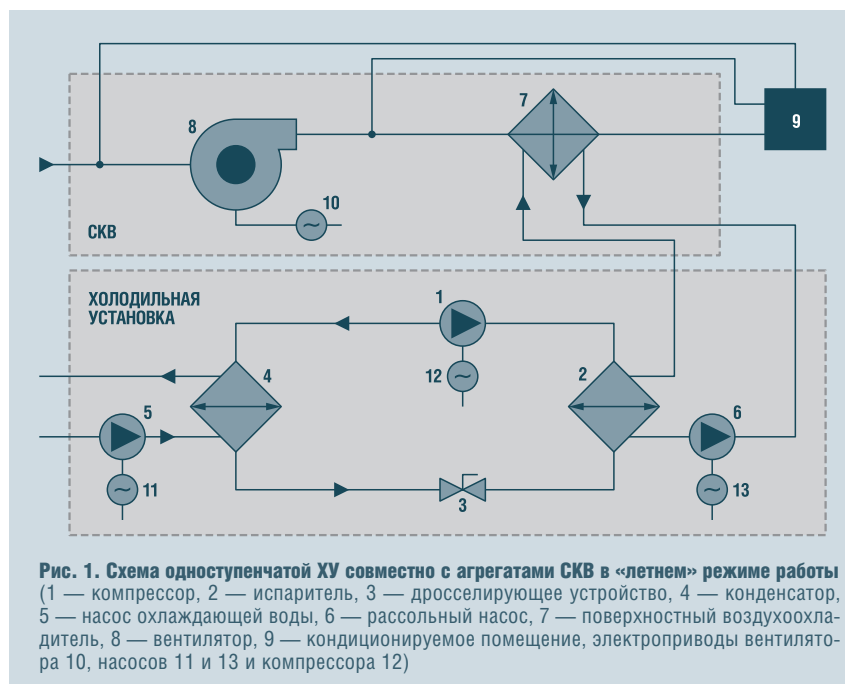 7
8
9
10
СКВ
ХОЛОДИЛЬНАЯ
УСТАНОВКА
1
4
12
2
5
6
11
3
13
Рис. 1. Схема одноступенчатой ХУ совместно с агрегатами СКВ в «летнем» режиме работы
(1 — компрессор, 2 — испаритель, 3 — дросселирующее устройство, 4 — конденсатор,
5 — насос охлаждающей воды, 6 — рассольный насос, 7 — поверхностный воздухоохла-
дитель, 8 — вентилятор, 9 — кондиционируемое помещение, электроприводы вентилято-
ра 10, насосов 11 и 13 и компрессора 12)